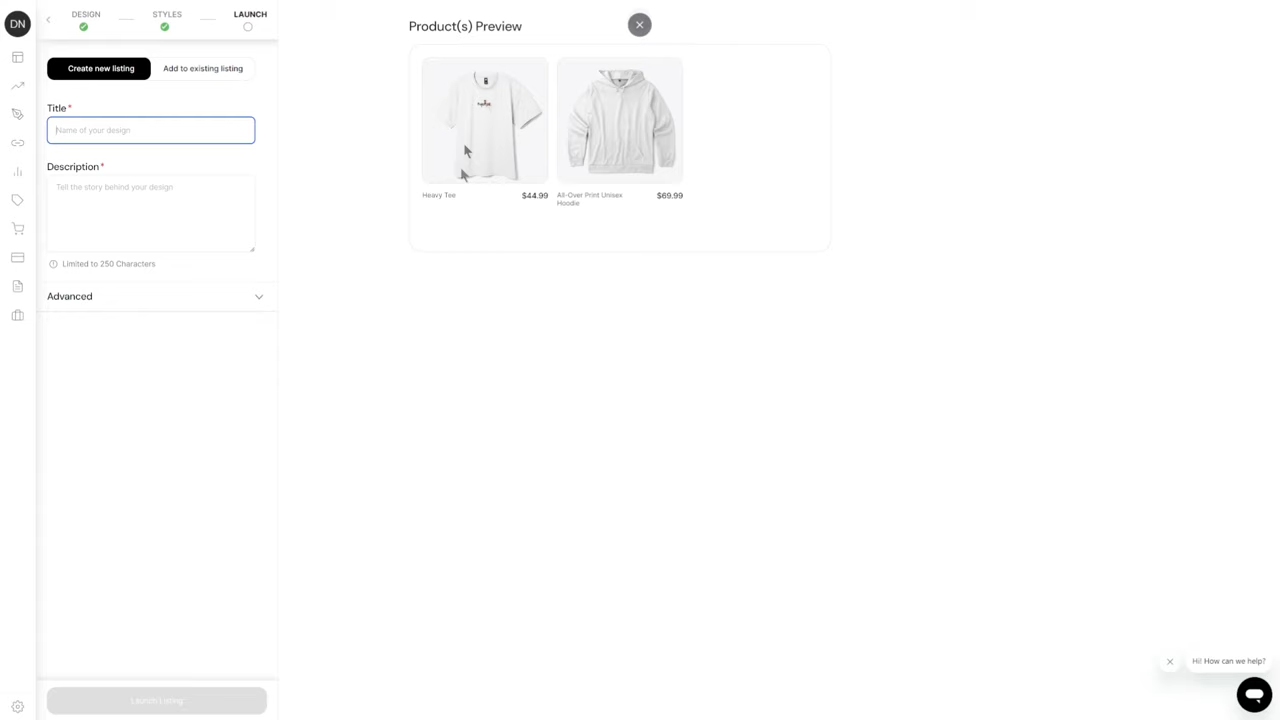 DN
DESIGN
STYLES
LAUNCH
Create new listing
Add to existing listing
Title*
Name of your design
Description*
Tell the story behind your design
Limited to 250 Characters
Advanced
Launch Listing
Product(s) Preview
Heavy Tee
$44.99
All-Over Print Unisex
Hoodie
$69.99
Hi! How can we help?